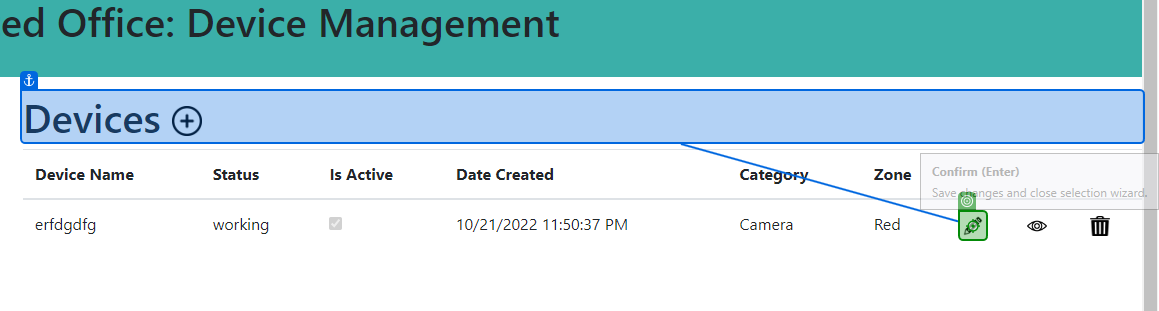 ed Office: Device Management
Devices
Device Name Status Is Active Date Created Category Zone
Confirm (Enter)
Save changes and close selection wizard.
erfdgdfg working 10/21/2022 11:50:37 PM Camera Red